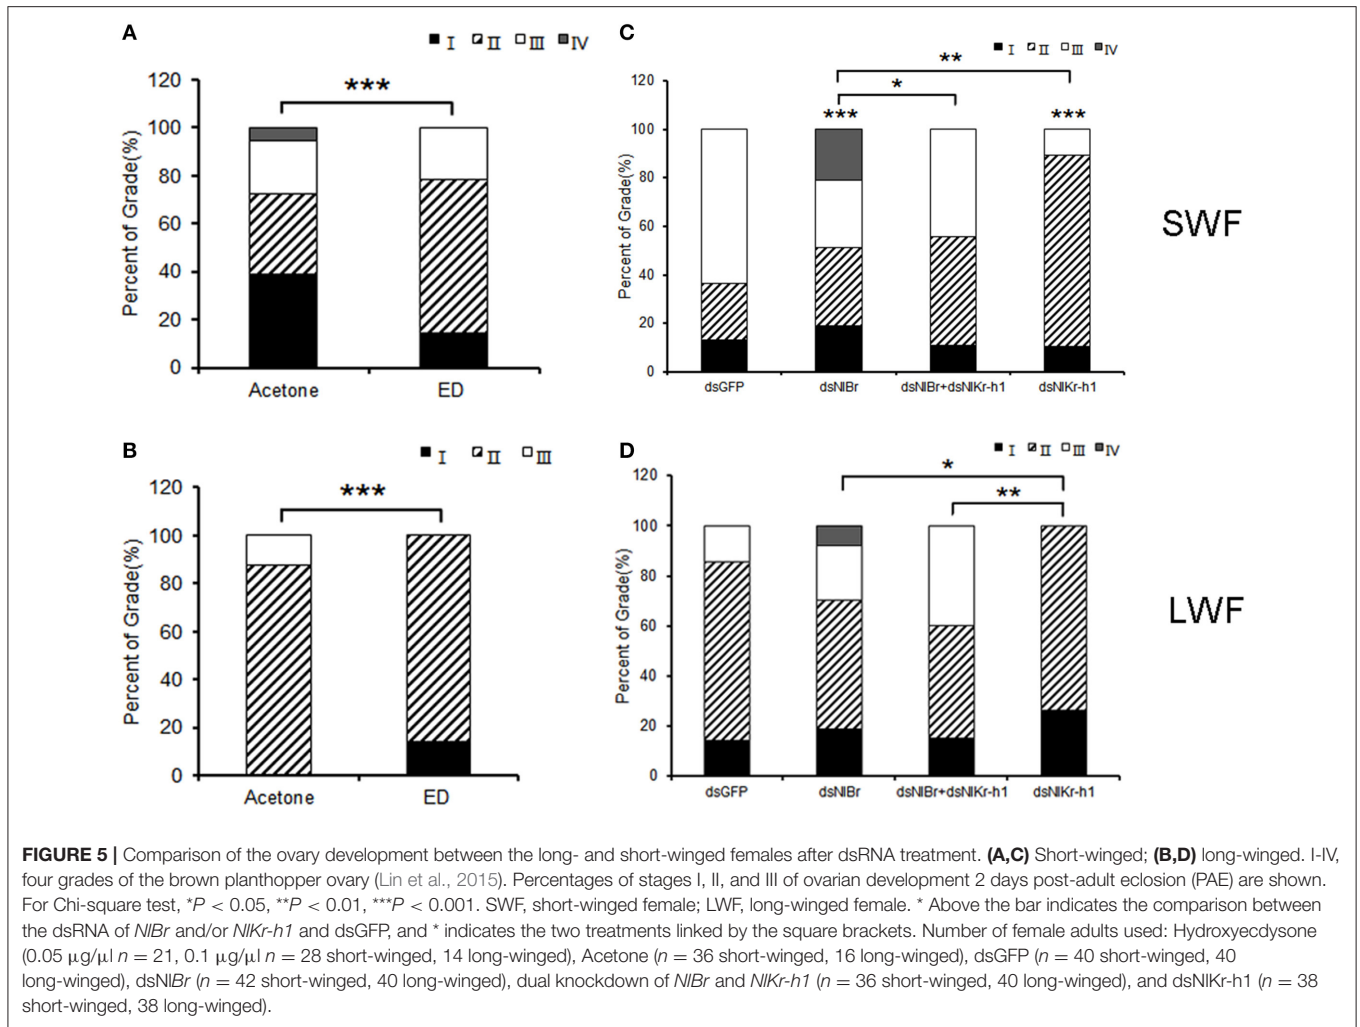 A
I II III IV
120
100
80
60
40
20
0
Percent of Grade(%)
***
Acetone ED
C
I II III IV
120
100
80
60
40
20
0
Percent of Grade(%)
**
*
*** ***
dsGFP dsNlBr dsNlBr+dsNlKr-h1 dsNlKr-h1
SWF
B
I II III
120
100
80
60
40
20
0
Percent of Grade(%)
***
Acetone ED
D
I II III IV
120
100
80
60
40
20
0
Percent of Grade(%)
*
**
dsGFP dsNlBr dsNlBr+dsNlKr-h1 dsNlKr-h1
LWF
FIGURE 5 | Comparison of the ovary development between the long- and short-winged females after dsRNA treatment. (A,C) Short-winged; (B,D) long-winged. I-IV,
four grades of the brown planthopper ovary (Lin et al., 2015). Percentages of stages I, II, and III of ovarian development 2 days post-adult eclosion (PAE) are shown.
For Chi-square test, *P < 0.05, **P < 0.01, ***P < 0.001. SWF, short-winged female; LWF, long-winged female. * Above the bar indicates the comparison between
the dsRNA of NlBr and/or NlKr-h1 and dsGFP, and * indicates the two treatments linked by the square brackets. Number of female adults used: Hydroxyecdysone
(0.05 μg/μl n = 21, 0.1 μg/μl n = 28 short-winged, 14 long-winged), Acetone (n = 36 short-winged, 16 long-winged), dsGFP (n = 40 short-winged, 40
long-winged), dsNlBr (n = 42 short-winged, 40 long-winged), dual knockdown of NlBr and NlKr-h1 (n = 36 short-winged, 40 long-winged), and dsNlKr-h1 (n = 38
short-winged, 38 long-winged).